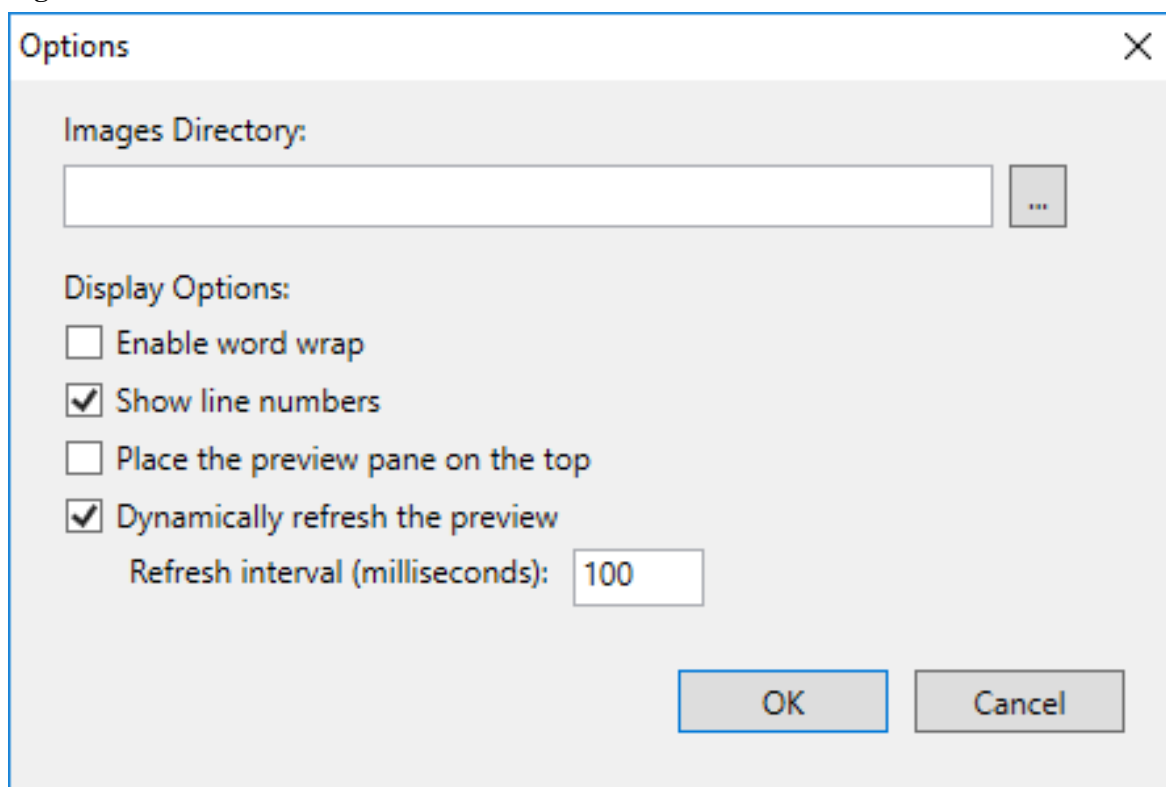 Options
Images Directory:
...
Display Options:
Enable word wrap
Show line numbers
Place the preview pane on the top
Dynamically refresh the preview
Refresh interval (milliseconds): 100
OK Cancel